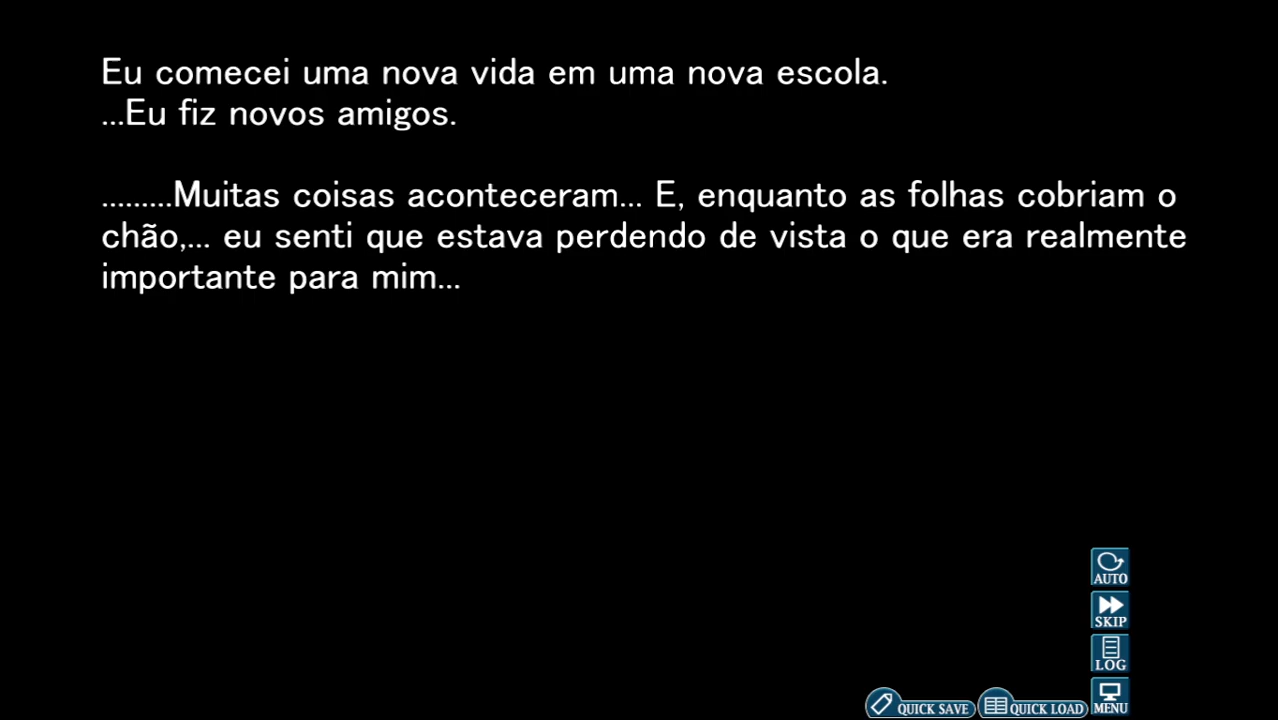 Eu comecei uma nova vida em uma nova escola.
...Eu fiz novos amigos.
.........Muitas coisas aconteceram... E, enquanto as folhas cobriam o
chão,... eu senti que estava perdendo de vista o que era realmente
importante para mim...
AUTO
SKIP
LOG
QUICK SAVE
QUICK LOAD
MENU